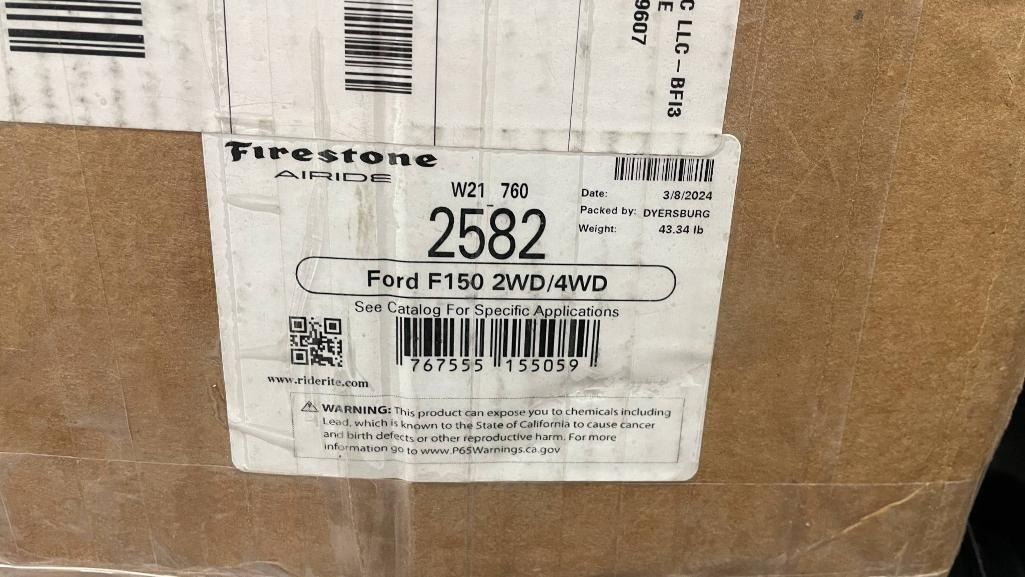 C LLC – BFI3
E
9607
Firestone
AIRIDE
W21_760
2582
Date: 3/8/2024
Packed by: DYERSBURG
Weight: 43.34 lb
Ford F150 2WD/4WD
See Catalog For Specific Applications
767555 155059
www.riderite.com
WARNING: This product can expose you to chemicals including
Lead, which is known to the State of California to cause cancer
and birth defects or other reproductive harm. For more
information go to www.P65Warnings.ca.gov